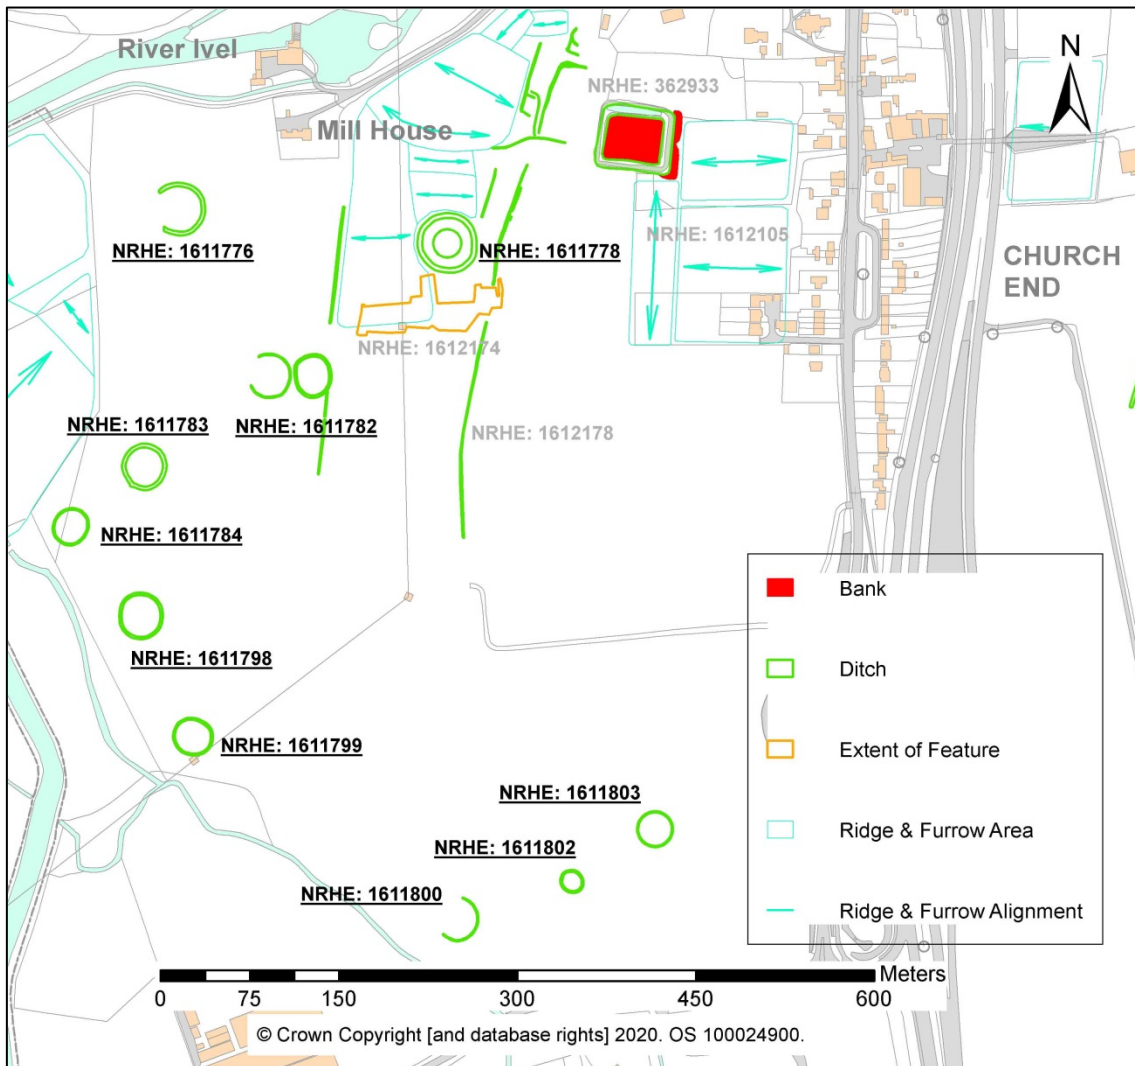 River Ivel
N
NRHE: 362933
Mill House
NRHE: 1611776
NRHE: 1611778
NRHE: 1612105
CHURCH
END
NRHE: 1612174
NRHE: 1611783
NRHE: 1611782
NRHE: 1612178
NRHE: 1611784
Bank
NRHE: 1611798
Ditch
NRHE: 1611799
Extent of Feature
NRHE: 1611803
NRHE: 1611802
Ridge & Furrow Area
NRHE: 1611800
Ridge & Furrow Alignment
Meters
0 75 150 300 450 600
© Crown Copyright [and database rights] 2020. OS 100024900.